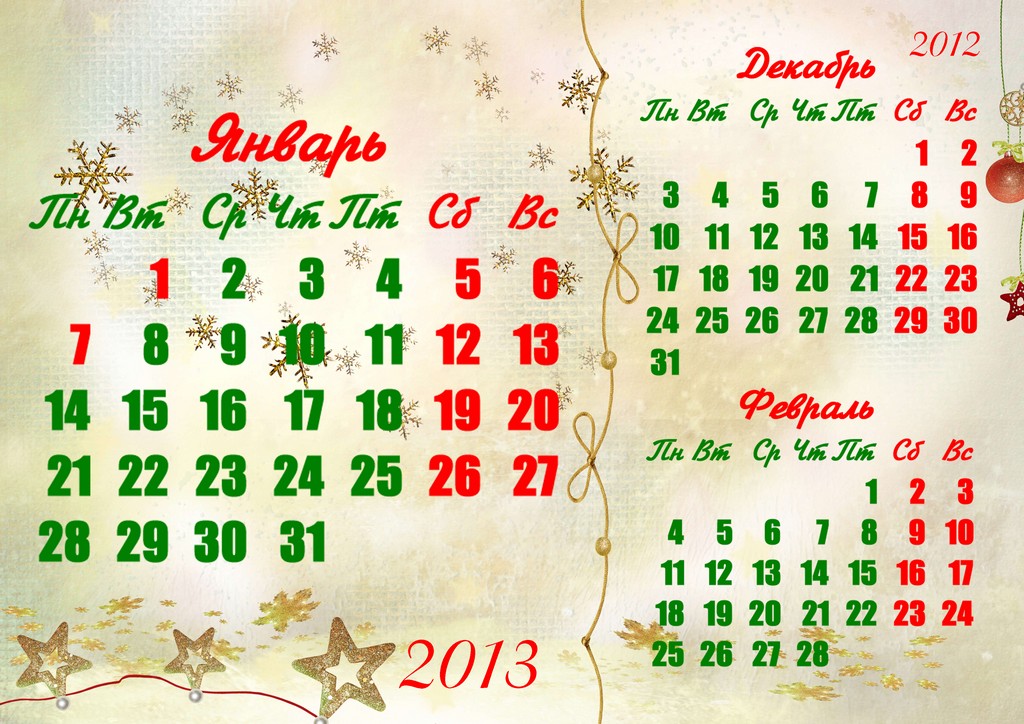 Январь
Пн Вт Ср Чт Пт Сб Вс
1 2 3 4 5 6
7 8 9 10 11 12 13
14 15 16 17 18 19 20
21 22 23 24 25 26 27
28 29 30 31
2013
2012
Декабрь
Пн Вт Ср Чт Пт Сб Вс
1 2
3 4 5 6 7 8 9
10 11 12 13 14 15 16
17 18 19 20 21 22 23
24 25 26 27 28 29 30
31
Февраль
Пн Вт Ср Чт Пт Сб Вс
1 2 3
4 5 6 7 8 9 10
11 12 13 14 15 16 17
18 19 20 21 22 23 24
25 26 27 28